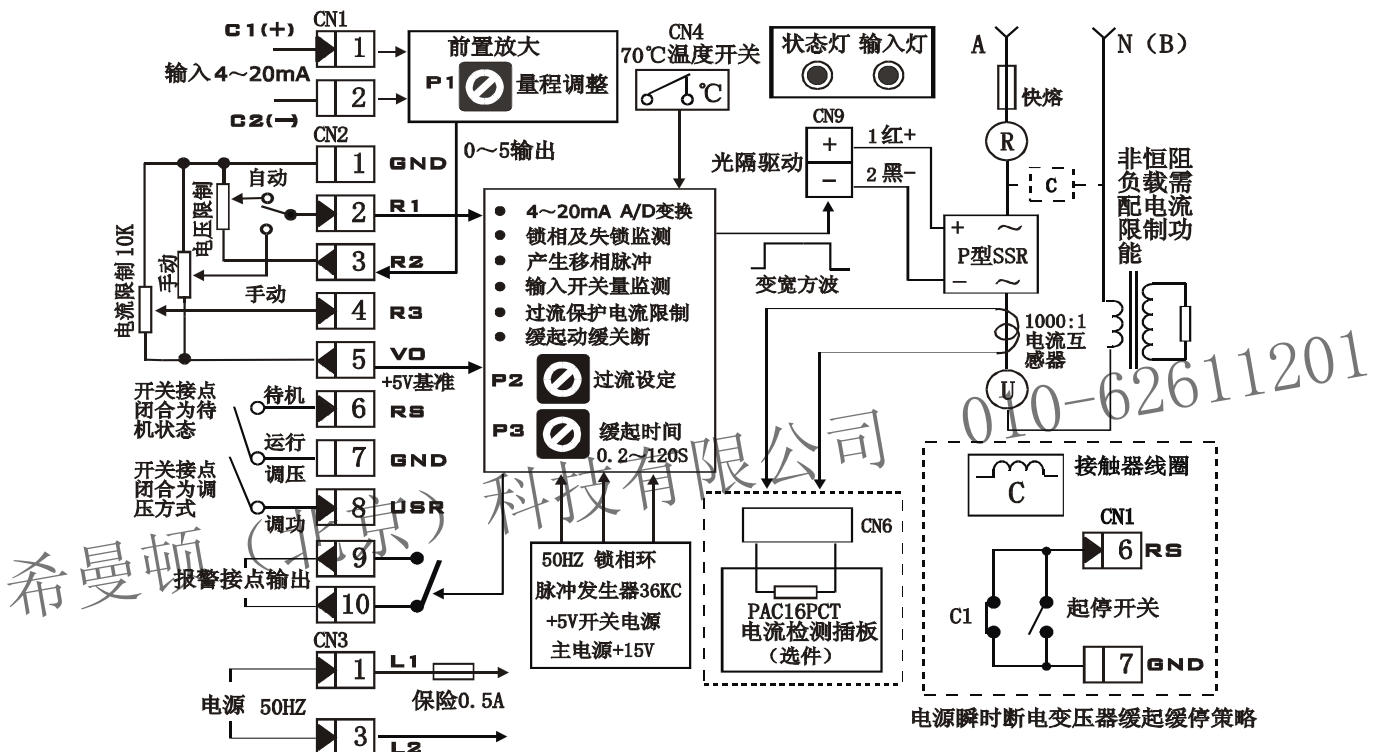 C1(+)
CN1
1
输入4～20mA
2
C2(—)
前置放大
P1
量程调整
CN4
70℃温度开关
℃
状态灯 输入灯
A
N（B）
快熔
R
C
非恒阻
负载需
配电流
限制功
能
0～5输出
CN9
光隔驱动
+
-
1红+
2黑-
+ ～
P型SSR
- ～
CN2
1
GND
自动
2
R1
电压限制
3
R2
手动
手动
电流限制10K
4
R3
5
VO
+5V基准
4～20mA A/D变换
锁相及失锁监测
产生移相脉冲
输入开关量监测
过流保护电流限制
缓起动缓关断
P2
过流设定
P3
缓起时间
0.2～120S
变宽方波
1000:1
电流互
感器
U
开关接点
闭合为待
机状态
待机
6
RS
运行
7
GND
调压
开关接点
闭合为调
压方式
8
USR
调功
9
报警接点输出
10
CN3
1
L1
保险0.5A
电源 50HZ
3
L2
50HZ 锁相环
脉冲发生器36KC
+5V开关电源
主电源+15V
CN6
PAC16PCT
电流检测插板
（选件）
接触器线圈
C
CN1
6
RS
C1
起停开关
7
GND
电源瞬时断电变压器缓起缓停策略
希曼顿（北京）科技有限公司 010-62611201